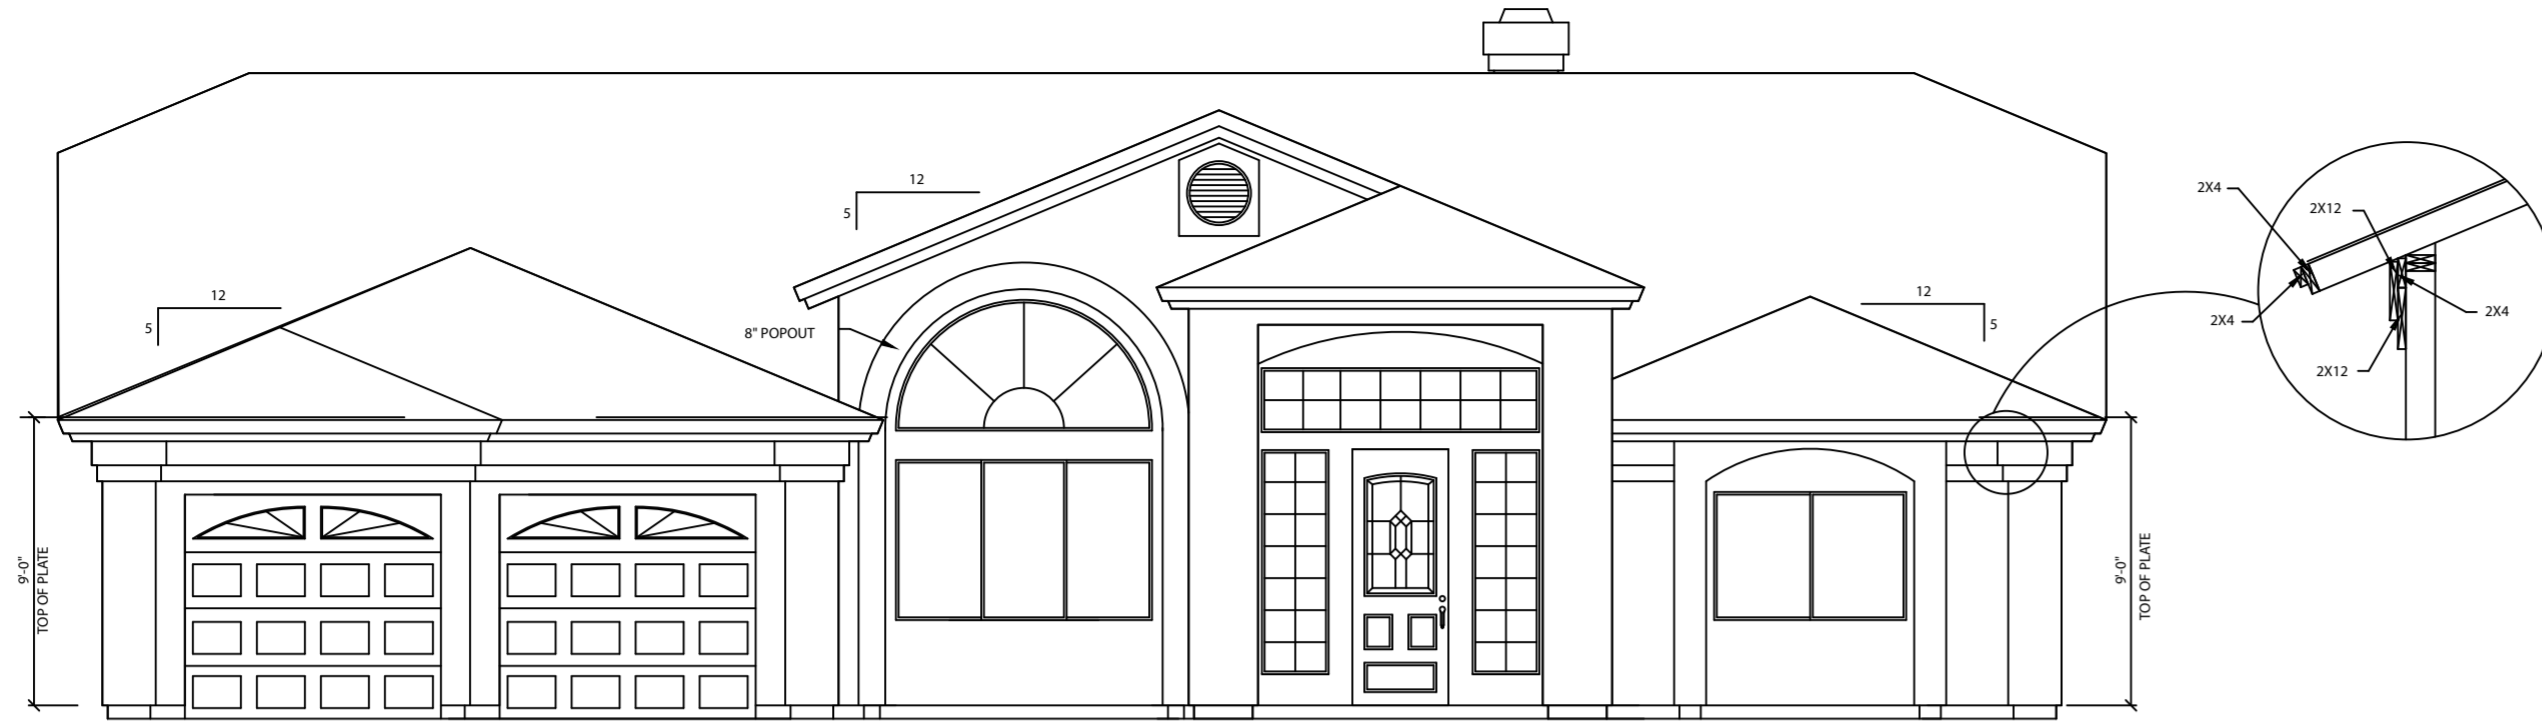 12
5
12
5
8" POPOUT
12
5
2X4
2X12
2X4
2X4
2X12
9'-0"
TOP OF PLATE
9'-0"
TOP OF PLATE